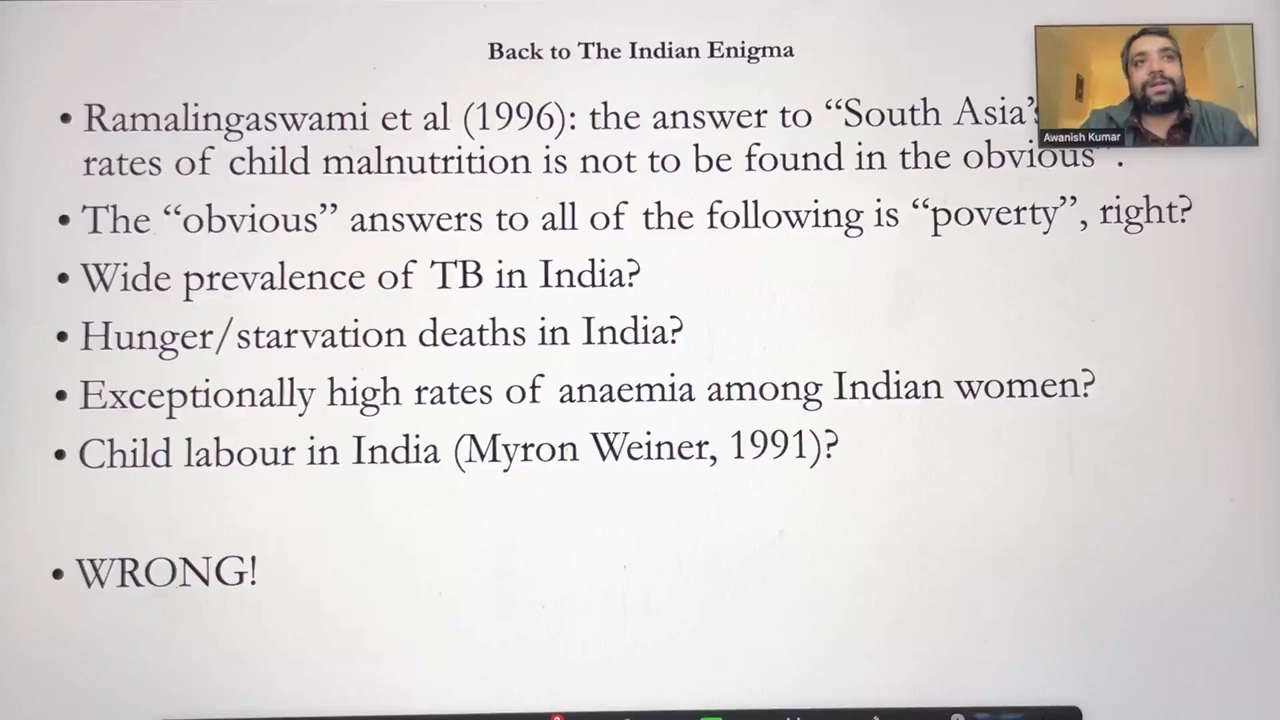 Back to The Indian Enigma
• Ramalingaswami et al (1996): the answer to “South Asia’s
rates of child malnutrition is not to be found in the obvious”.
• The “obvious” answers to all of the following is “poverty”, right?
• Wide prevalence of TB in India?
• Hunger/starvation deaths in India?
• Exceptionally high rates of anaemia among Indian women?
• Child labour in India (Myron Weiner, 1991)?
• WRONG!
Awanish Kumar